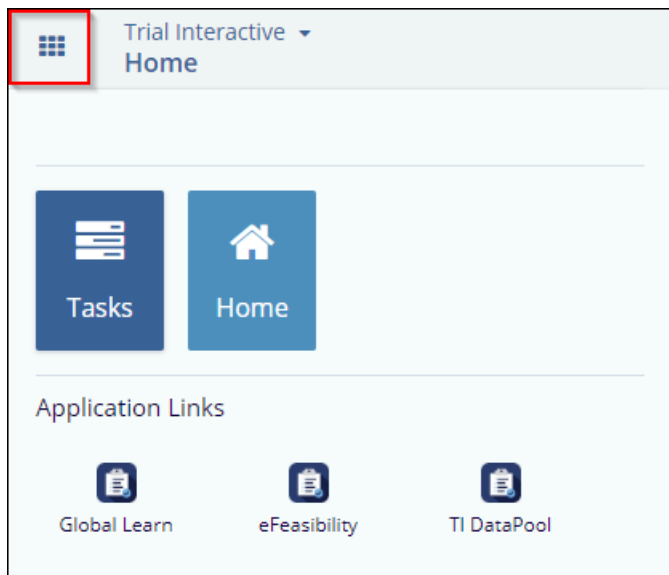 Trial Interactive
Home
Tasks
Home
Application Links
Global Learn
eFeasibility
TI DataPool